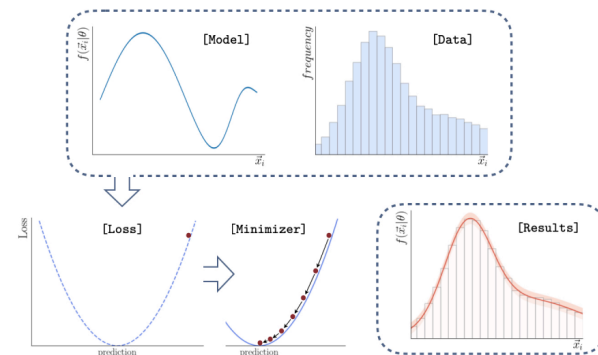 f(x⃗ᵢ|θ)
[Model]
x⃗ᵢ
frequency
[Data]
x⃗ᵢ
Loss
[Loss]
prediction
[Minimizer]
prediction
f(x⃗ᵢ|θ)
[Results]
x⃗ᵢ